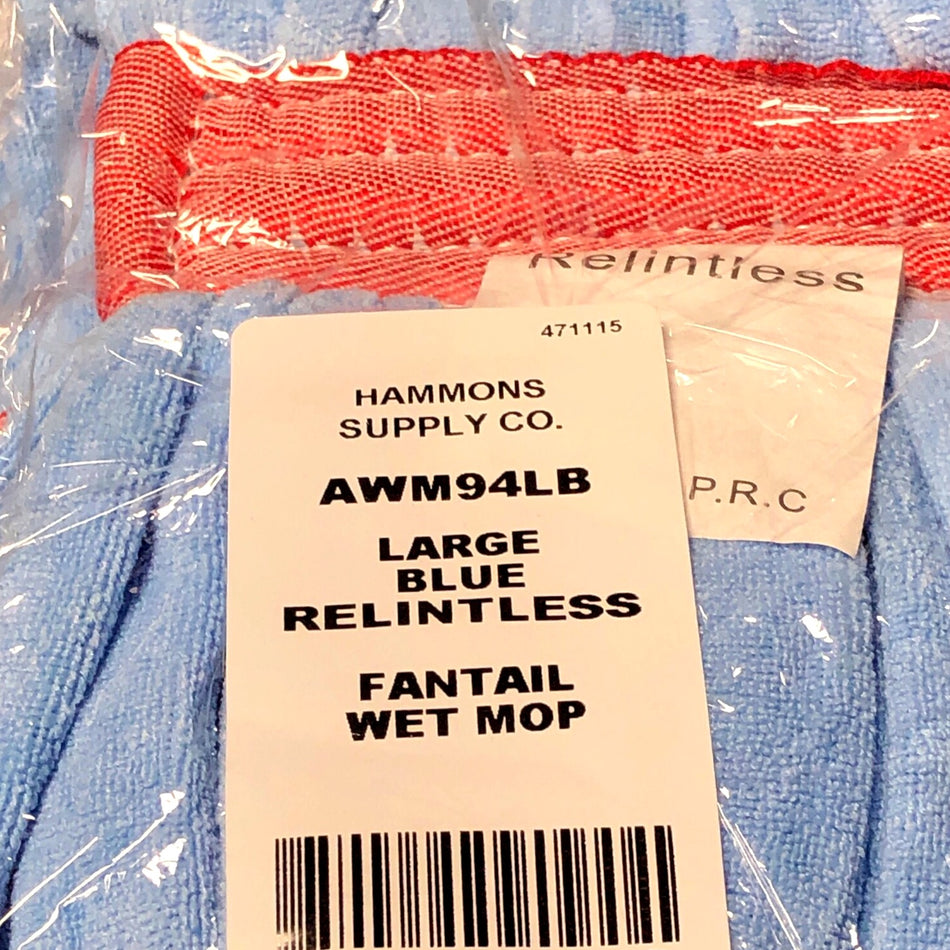 Relintless
P.R.C
471115
HAMMONS
SUPPLY CO.
AWM94LB
LARGE
BLUE
RELINTLESS
FANTAIL
WET MOP